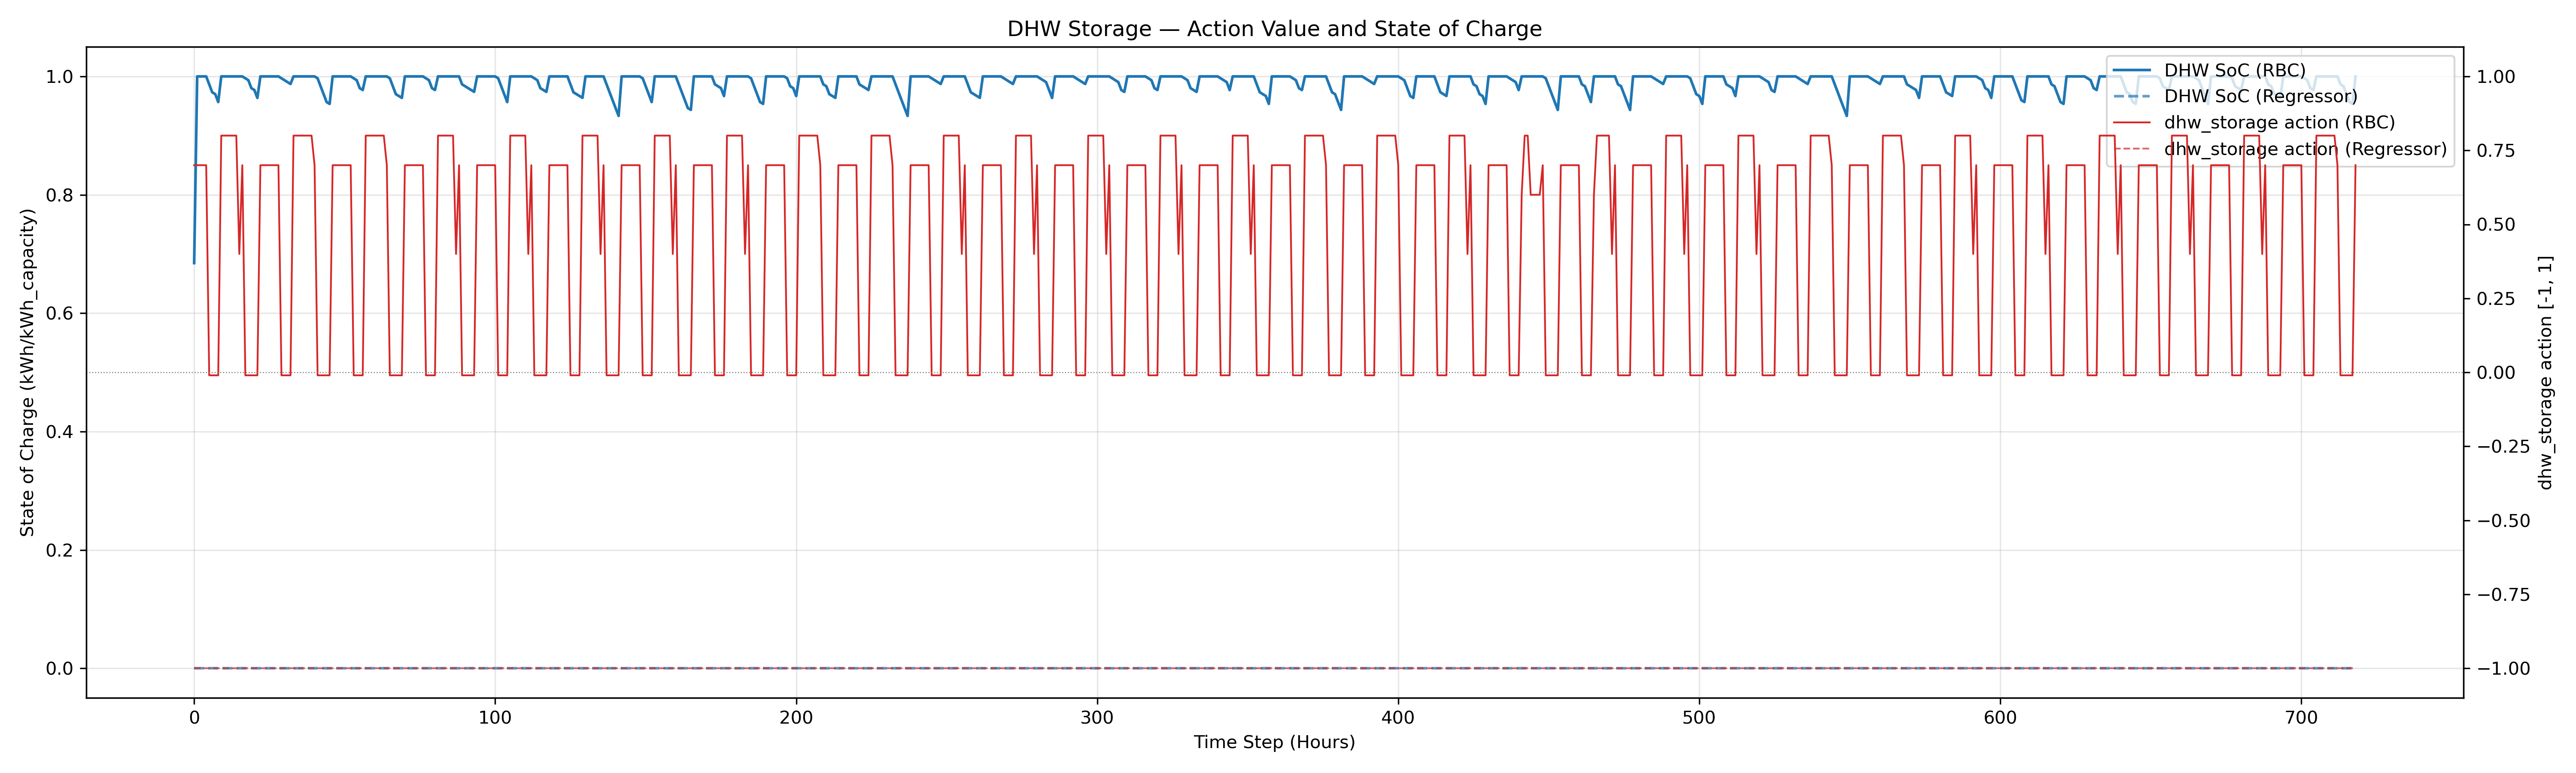 DHW Storage — Action Value and State of Charge
State of Charge (kWh/kWh_capacity)
1.0
0.8
0.6
0.4
0.2
0.0
DHW SoC (RBC)
DHW SoC (Regressor)
dhw_storage action (RBC)
dhw_storage action (Regressor)
1.00
0.75
0.50
0.25
0.00
−0.25
−0.50
−0.75
−1.00
dhw_storage action [-1, 1]
0 100 200 300 400 500 600 700
Time Step (Hours)